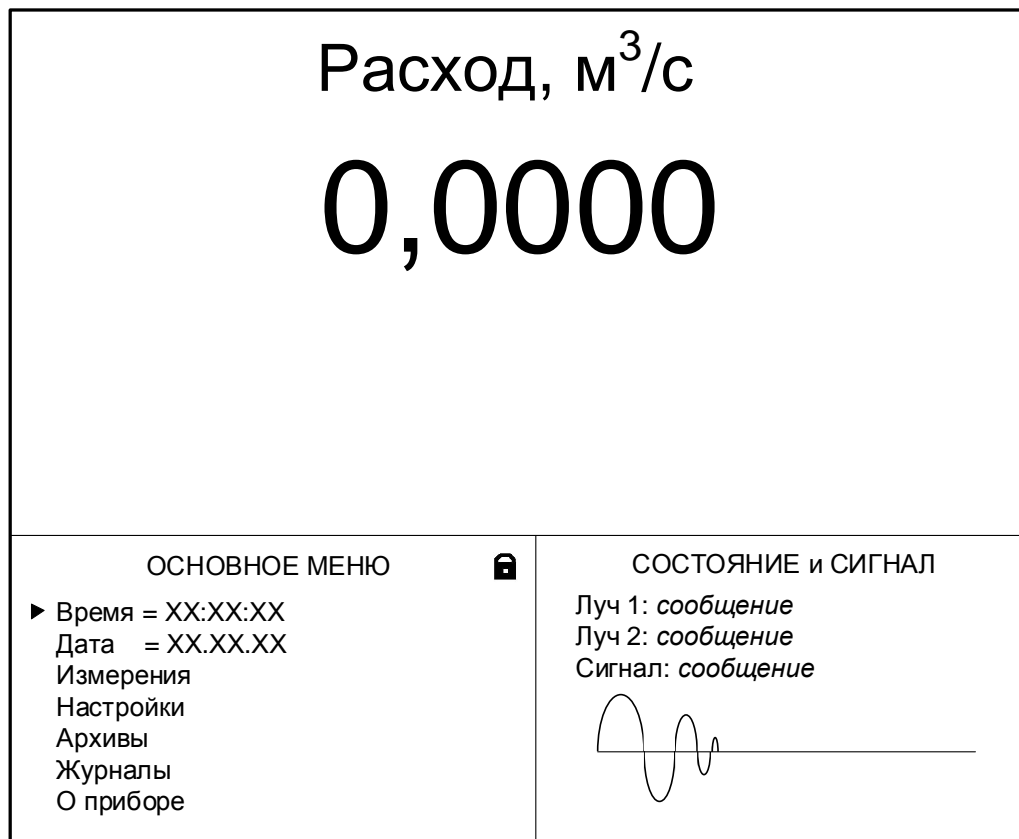 Расход, м³/с
0,0000
ОСНОВНОЕ МЕНЮ
Время = XX:XX:XX
Дата = XX.XX.XX
Измерения
Настройки
Архивы
Журналы
О приборе
СОСТОЯНИЕ и СИГНАЛ
Луч 1: сообщение
Луч 2: сообщение
Сигнал: сообщение